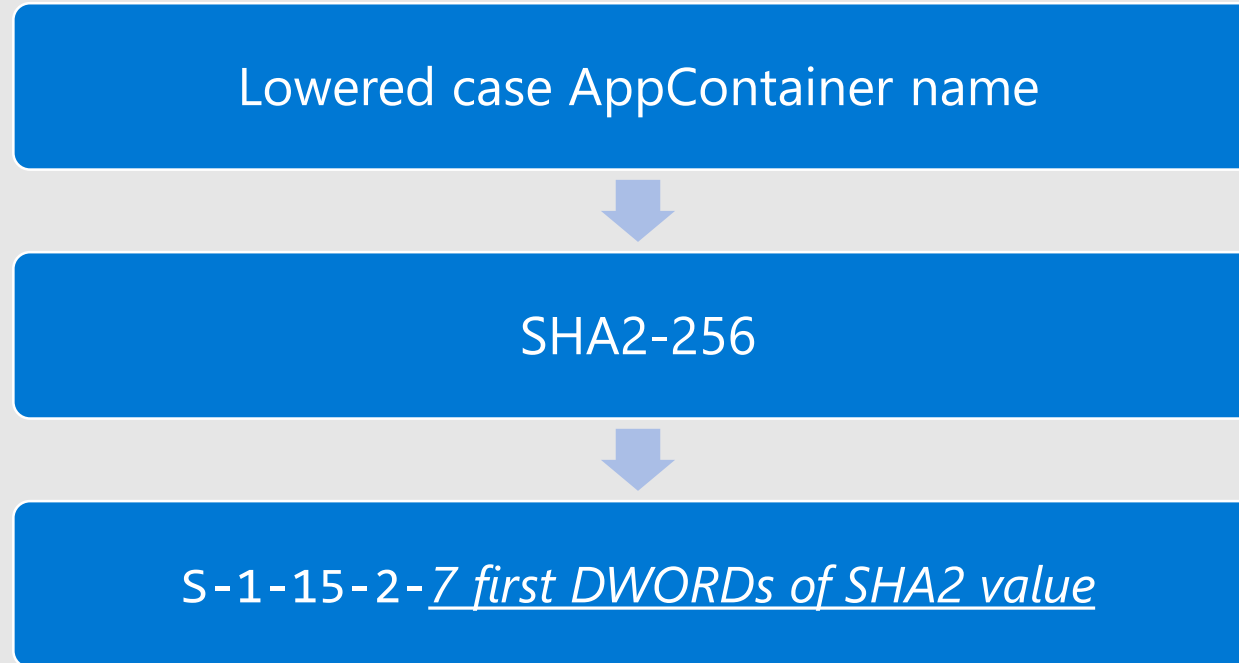 Lowered case AppContainer name
SHA2-256
S-1-15-2-7 first DWORDs of SHA2 value